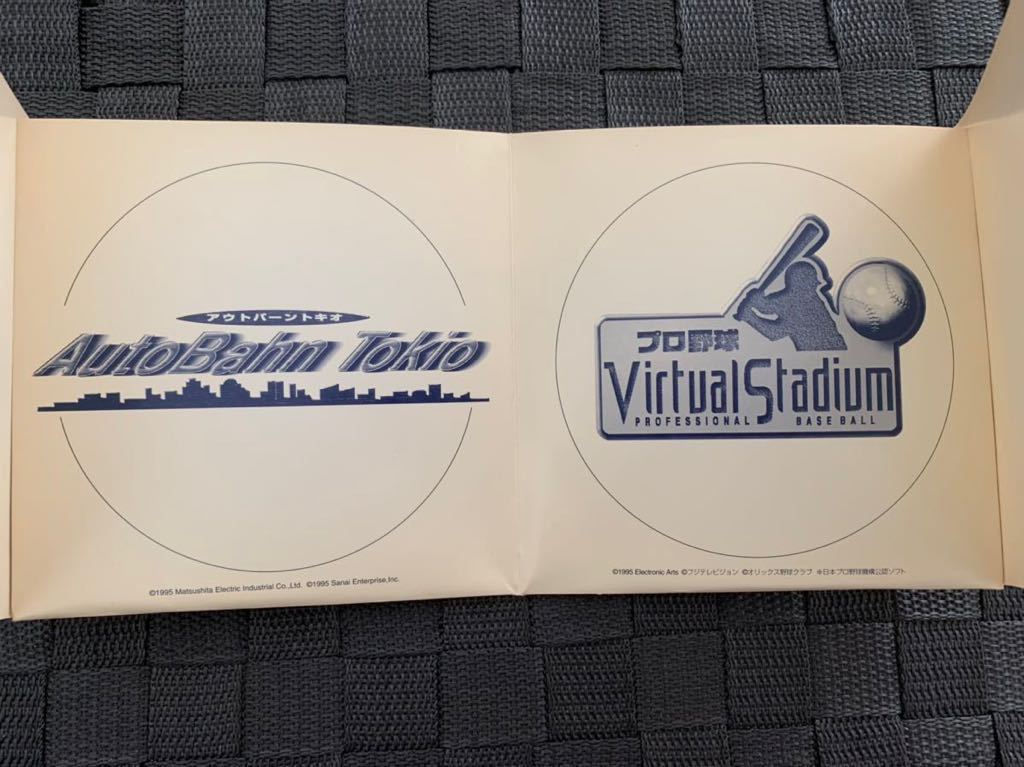 アウトバーントキオ
AutoBahn Tokio
©1995 Matsushita Electric Industrial Co.,Ltd. ©1995 Sanai Enterprise,Inc.
プロ野球
Virtual Stadium
PROFESSIONAL BASEBALL
©1995 Electronic Arts ©フジテレビジョン ©オリックス野球クラブ ※日本プロ野球機構公認ソフト